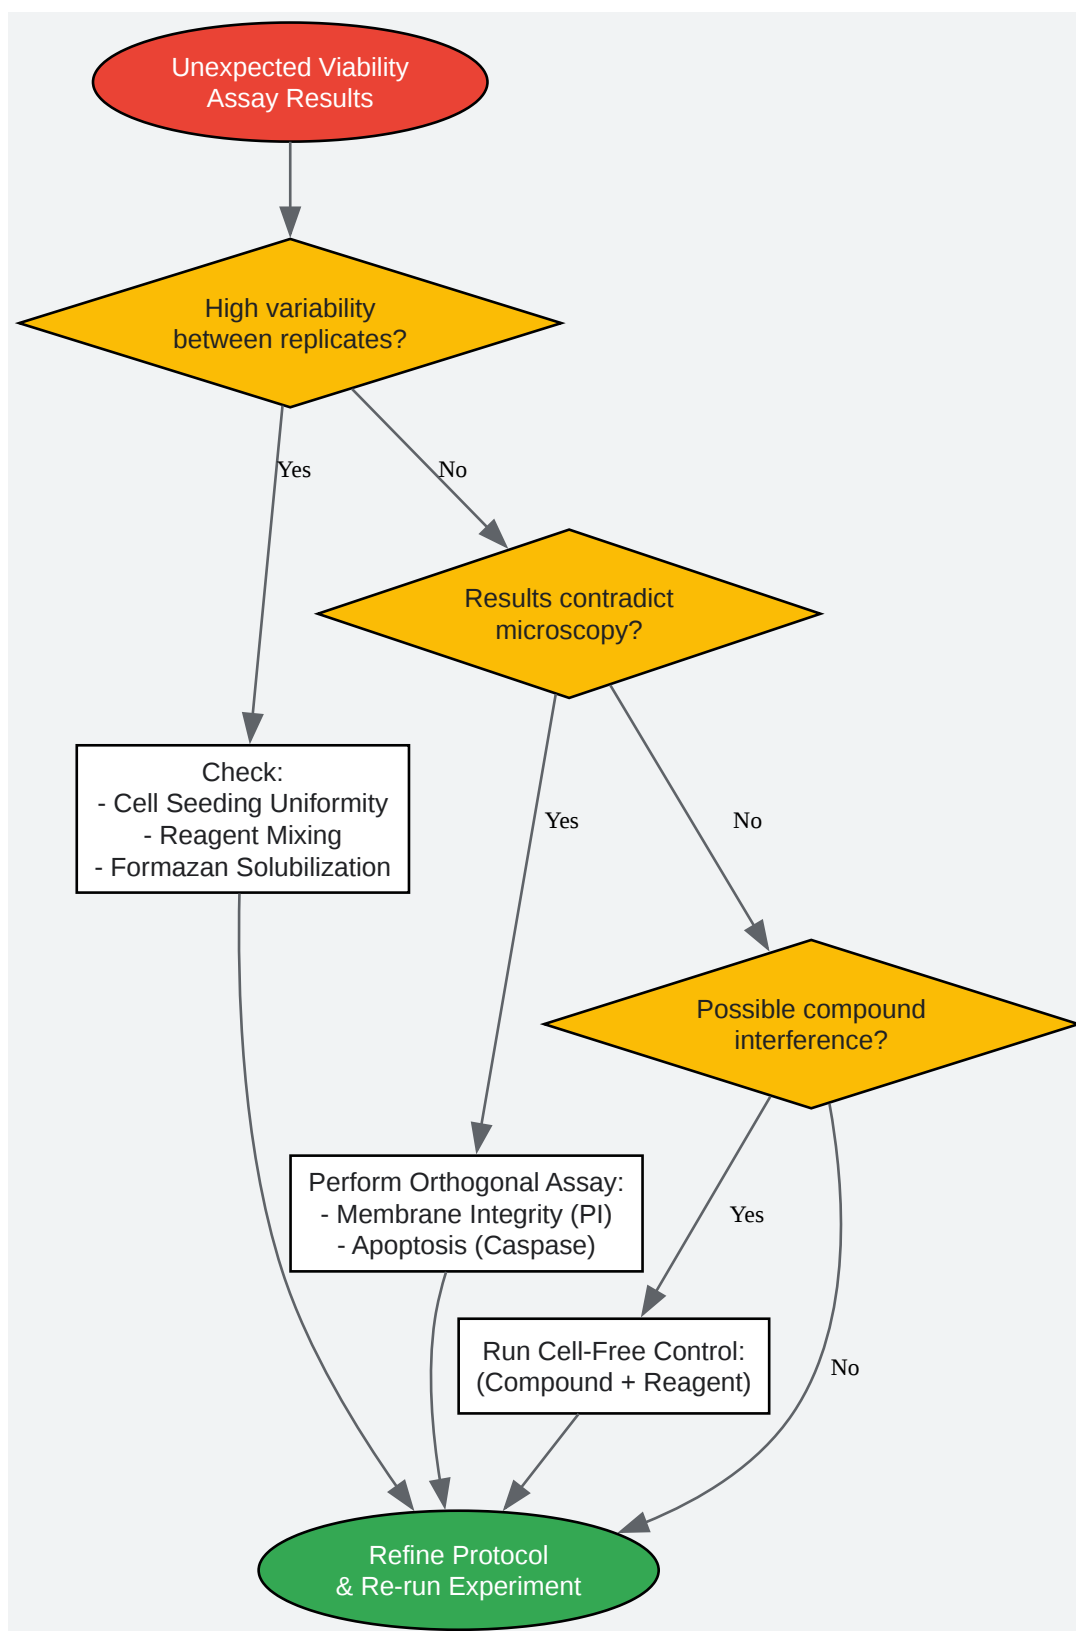 Unexpected Viability
Assay Results
High variability
between replicates?
Yes
No
Results contradict
microscopy?
Check:
- Cell Seeding Uniformity
- Reagent Mixing
- Formazan Solubilization
Yes
No
Possible compound
interference?
Perform Orthogonal Assay:
- Membrane Integrity (PI)
- Apoptosis (Caspase)
Yes
Run Cell-Free Control:
(Compound + Reagent)
No
Refine Protocol
& Re-run Experiment